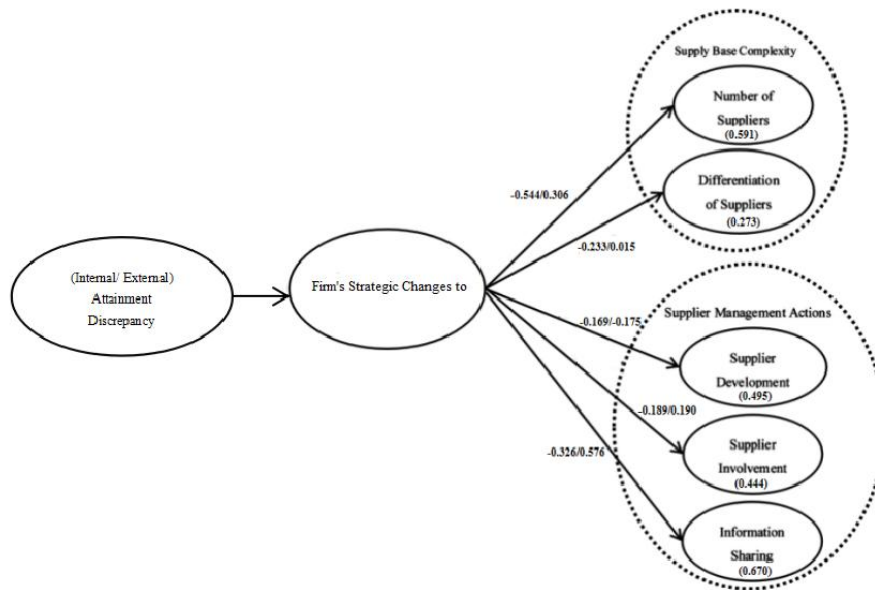 Supply Base Complexity
Number of
Suppliers
(0.591)
Differentiation
of Suppliers
(0.273)
-0.544/0.306
-0.233/0.015
(Internal/ External)
Attainment
Discrepancy
Firm's Strategic Changes to
-0.169/-0.175
-0.189/0.190
-0.326/0.576
Supplier Management Actions
Supplier
Development
(0.495)
Supplier
Involvement
(0.444)
Information
Sharing
(0.670)